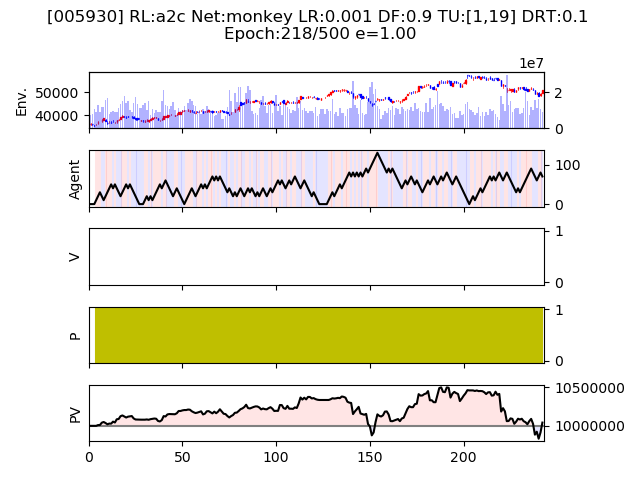 [005930] RL:a2c Net:monkey LR:0.001 DF:0.9 TU:[1,19] DRT:0.1
Epoch:218/500 e=1.00
1e7
Env.
50000
40000
2
0
Agent
100
0
V
1
0
P
1
0
PV
10500000
10000000
0 50 100 150 200